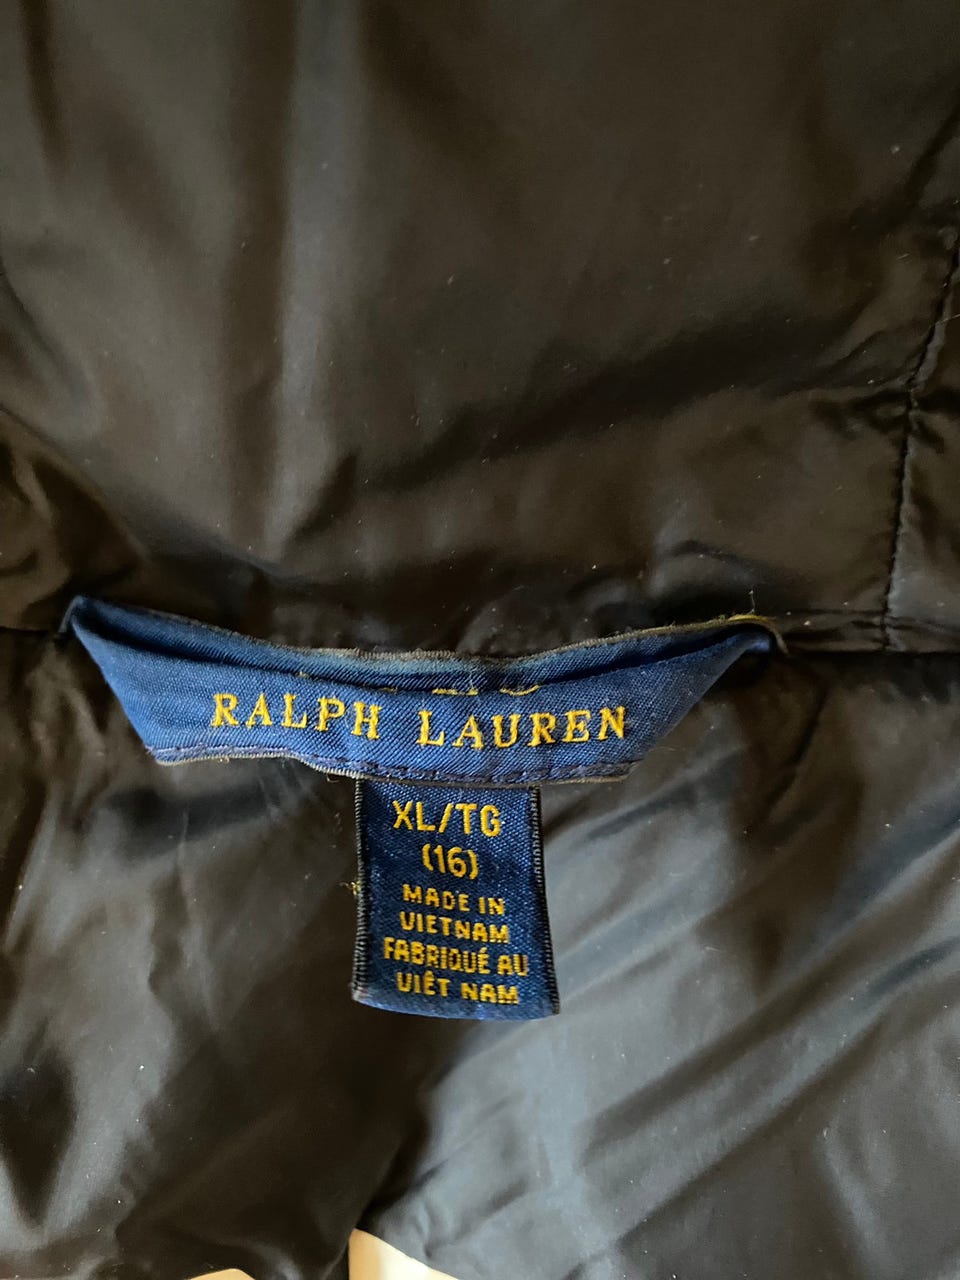 RALPH LAUREN
XL/TG
(16)
MADE IN
VIETNAM
FABRIQUÉ AU
VIÊT NAM